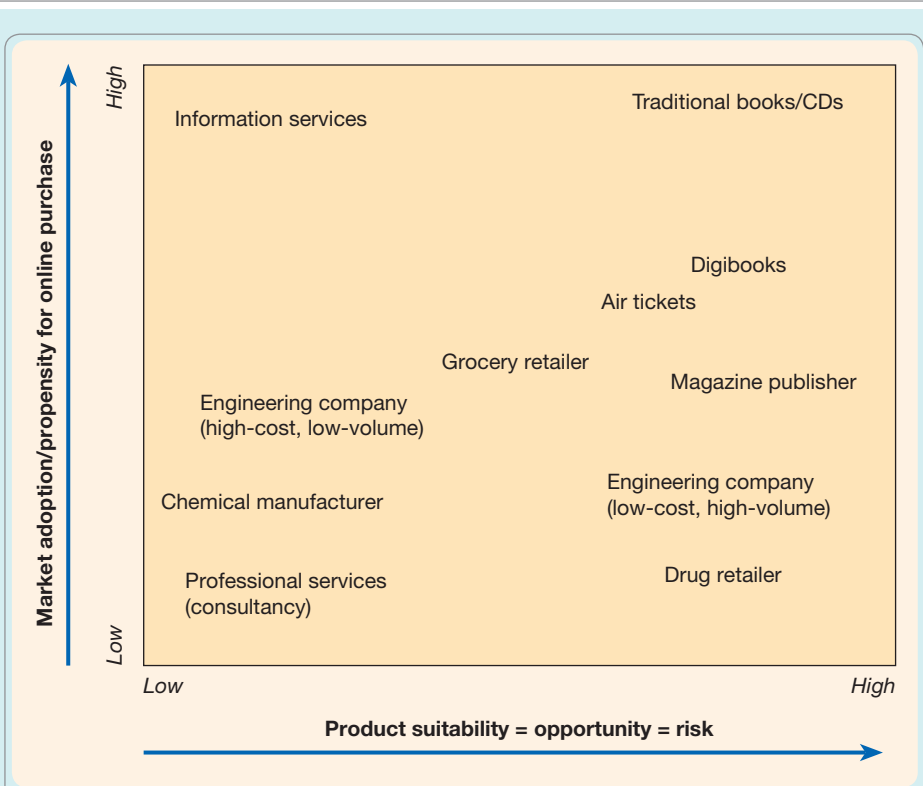 Market adoption/propensity for online purchase
High
Information services
Traditional books/CDs
Digibooks
Air tickets
Grocery retailer
Magazine publisher
Engineering company
(high-cost, low-volume)
Engineering company
(low-cost, high-volume)
Chemical manufacturer
Drug retailer
Professional services
(consultancy)
Low
Low
High
Product suitability = opportunity = risk